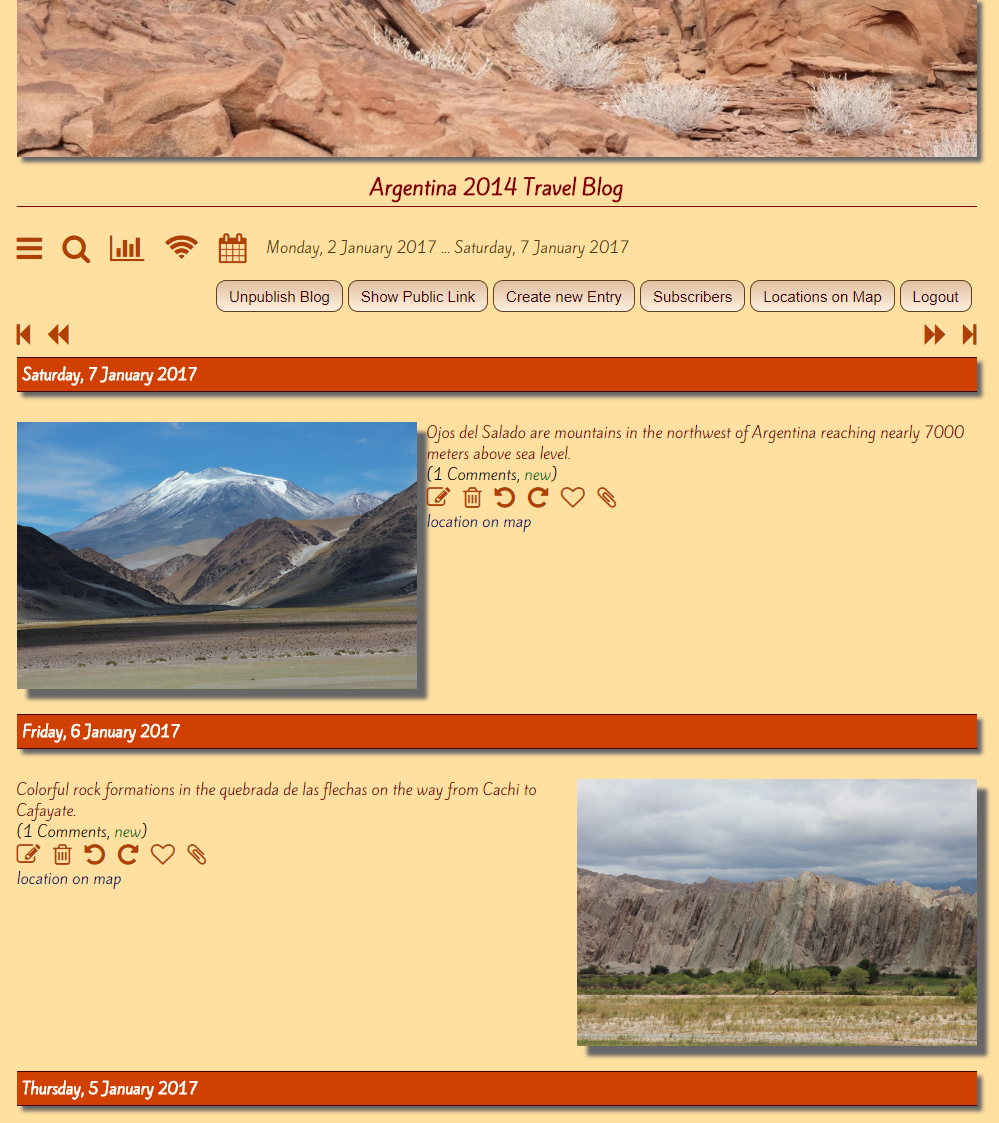 Argentina 2014 Travel Blog
Monday, 2 January 2017 ... Saturday, 7 January 2017
Unpublish Blog Show Public Link Create new Entry Subscribers Locations on Map Logout
Saturday, 7 January 2017
Ojos del Salado are mountains in the northwest of Argentina reaching nearly 7000
meters above sea level.
(1 Comments, new)
location on map
Friday, 6 January 2017
Colorful rock formations in the quebrada de las flechas on the way from Cachi to
Cafayate.
(1 Comments, new)
location on map
Thursday, 5 January 2017